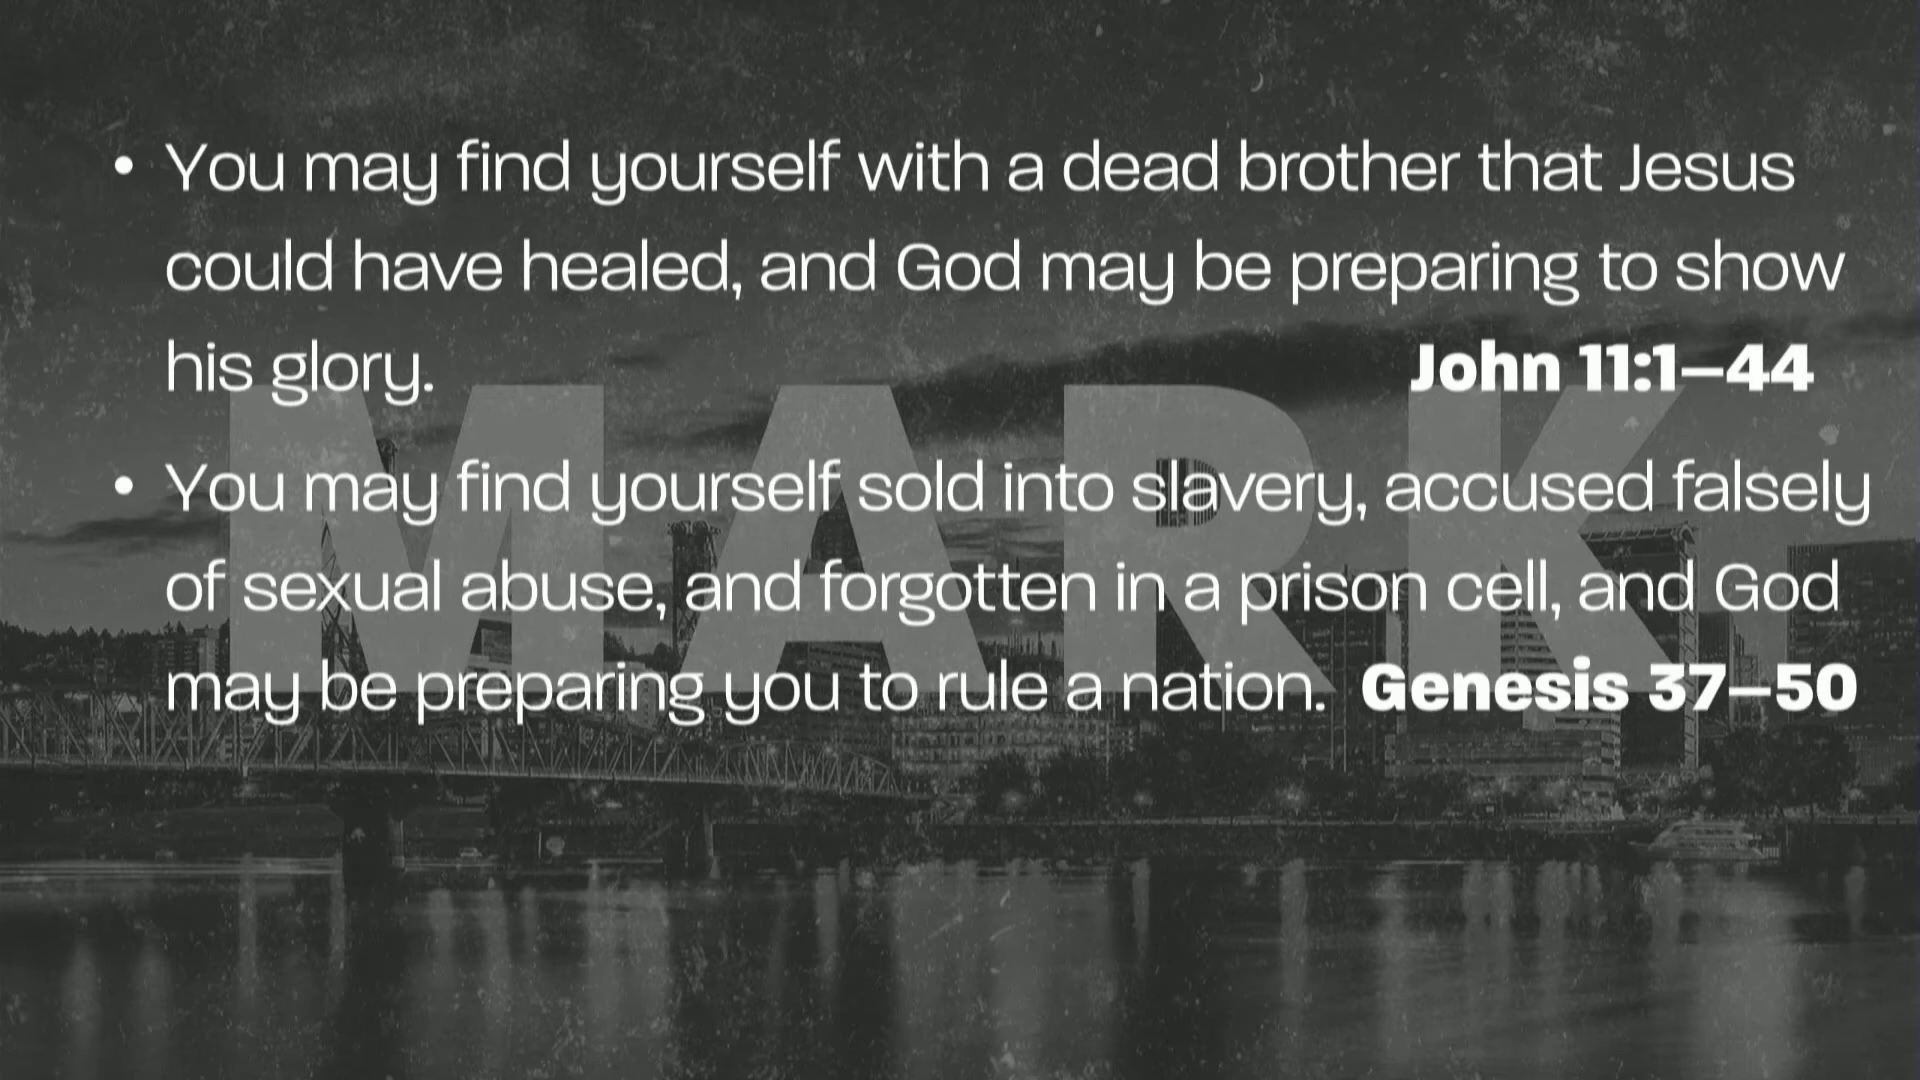 • You may find yourself with a dead brother that Jesus
could have healed, and God may be preparing to show
his glory. John 11:1–44
MARK
• You may find yourself sold into slavery, accused falsely
of sexual abuse, and forgotten in a prison cell, and God
may be preparing you to rule a nation. Genesis 37–50